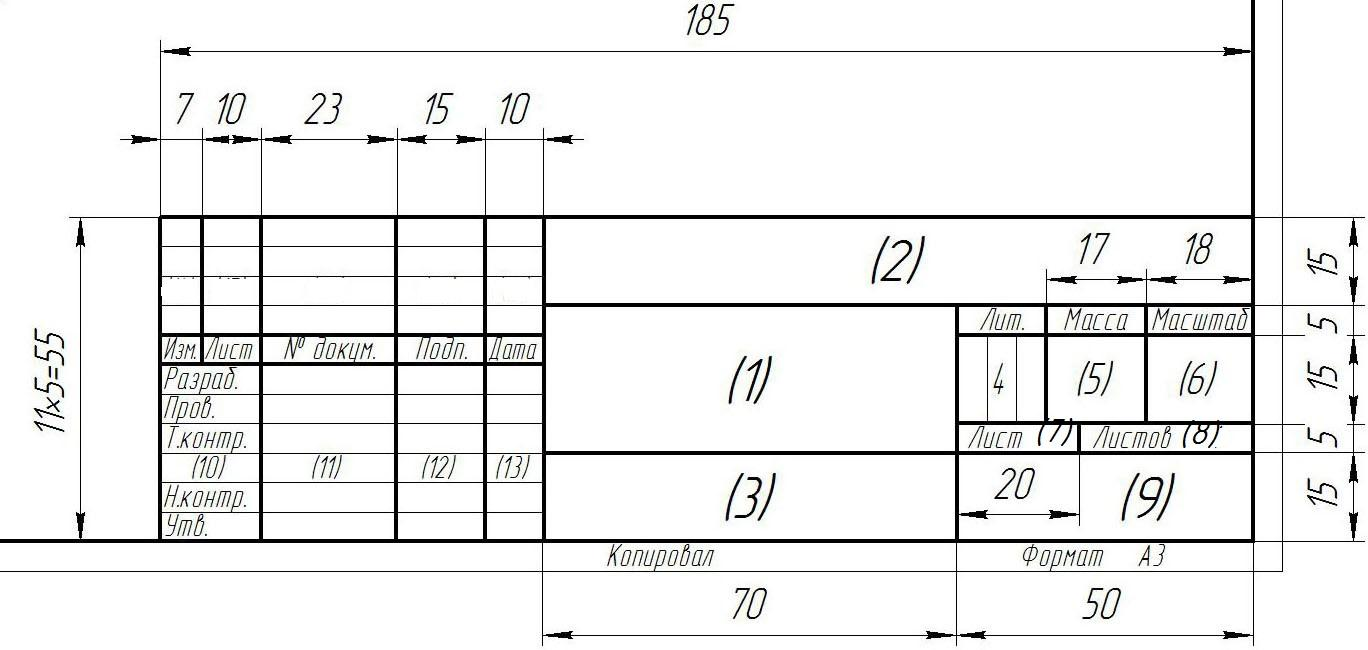 185
7 10 23 15 10
(2) 17 18 15
Лит. Масса Масштаб 5
11х5=55 Изм. Лист № докум. Подп. Дата (1) 4 (5) (6) 15
Разраб.
Пров.
Т.контр. Лист (7) Листов (8) 5
(10) (11) (12) (13)
Н.контр. (3) 20 (9) 15
Утв.
Копировал Формат А3
70 50